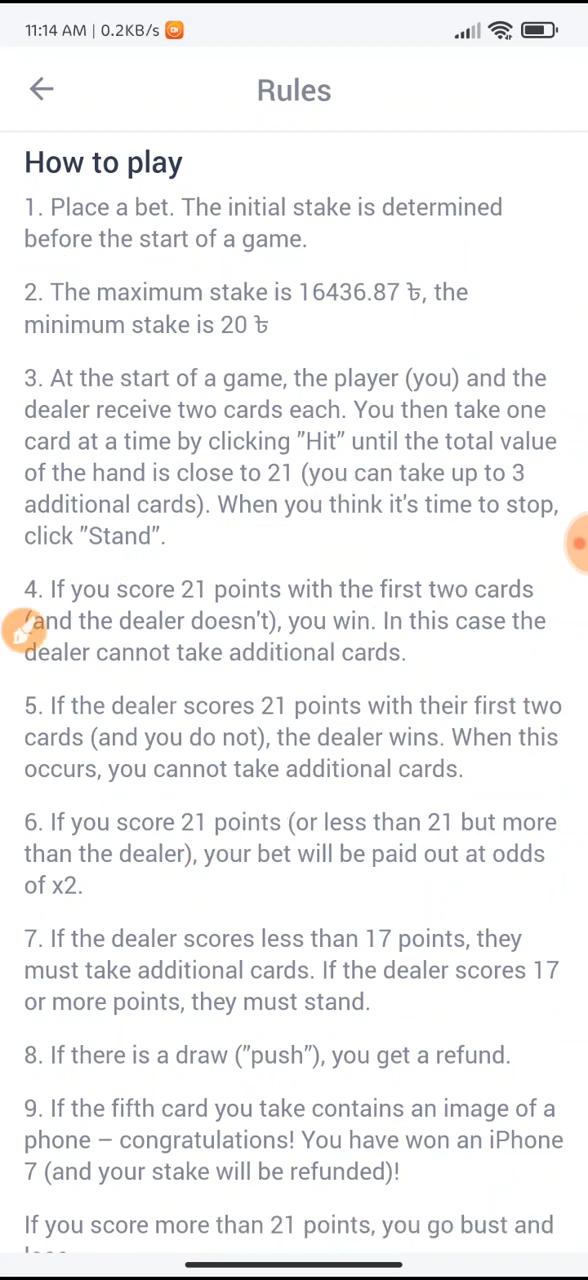 11:14 AM | 0.2KB/s
Rules
How to play
1. Place a bet. The initial stake is determined
before the start of a game.
2. The maximum stake is 16436.87 ৳, the
minimum stake is 20 ৳
3. At the start of a game, the player (you) and the
dealer receive two cards each. You then take one
card at a time by clicking ”Hit” until the total value
of the hand is close to 21 (you can take up to 3
additional cards). When you think it's time to stop,
click ”Stand”.
4. If you score 21 points with the first two cards
(and the dealer doesn't), you win. In this case the
dealer cannot take additional cards.
5. If the dealer scores 21 points with their first two
cards (and you do not), the dealer wins. When this
occurs, you cannot take additional cards.
6. If you score 21 points (or less than 21 but more
than the dealer), your bet will be paid out at odds
of x2.
7. If the dealer scores less than 17 points, they
must take additional cards. If the dealer scores 17
or more points, they must stand.
8. If there is a draw (”push”), you get a refund.
9. If the fifth card you take contains an image of a
phone – congratulations! You have won an iPhone
7 (and your stake will be refunded)!
If you score more than 21 points, you go bust and